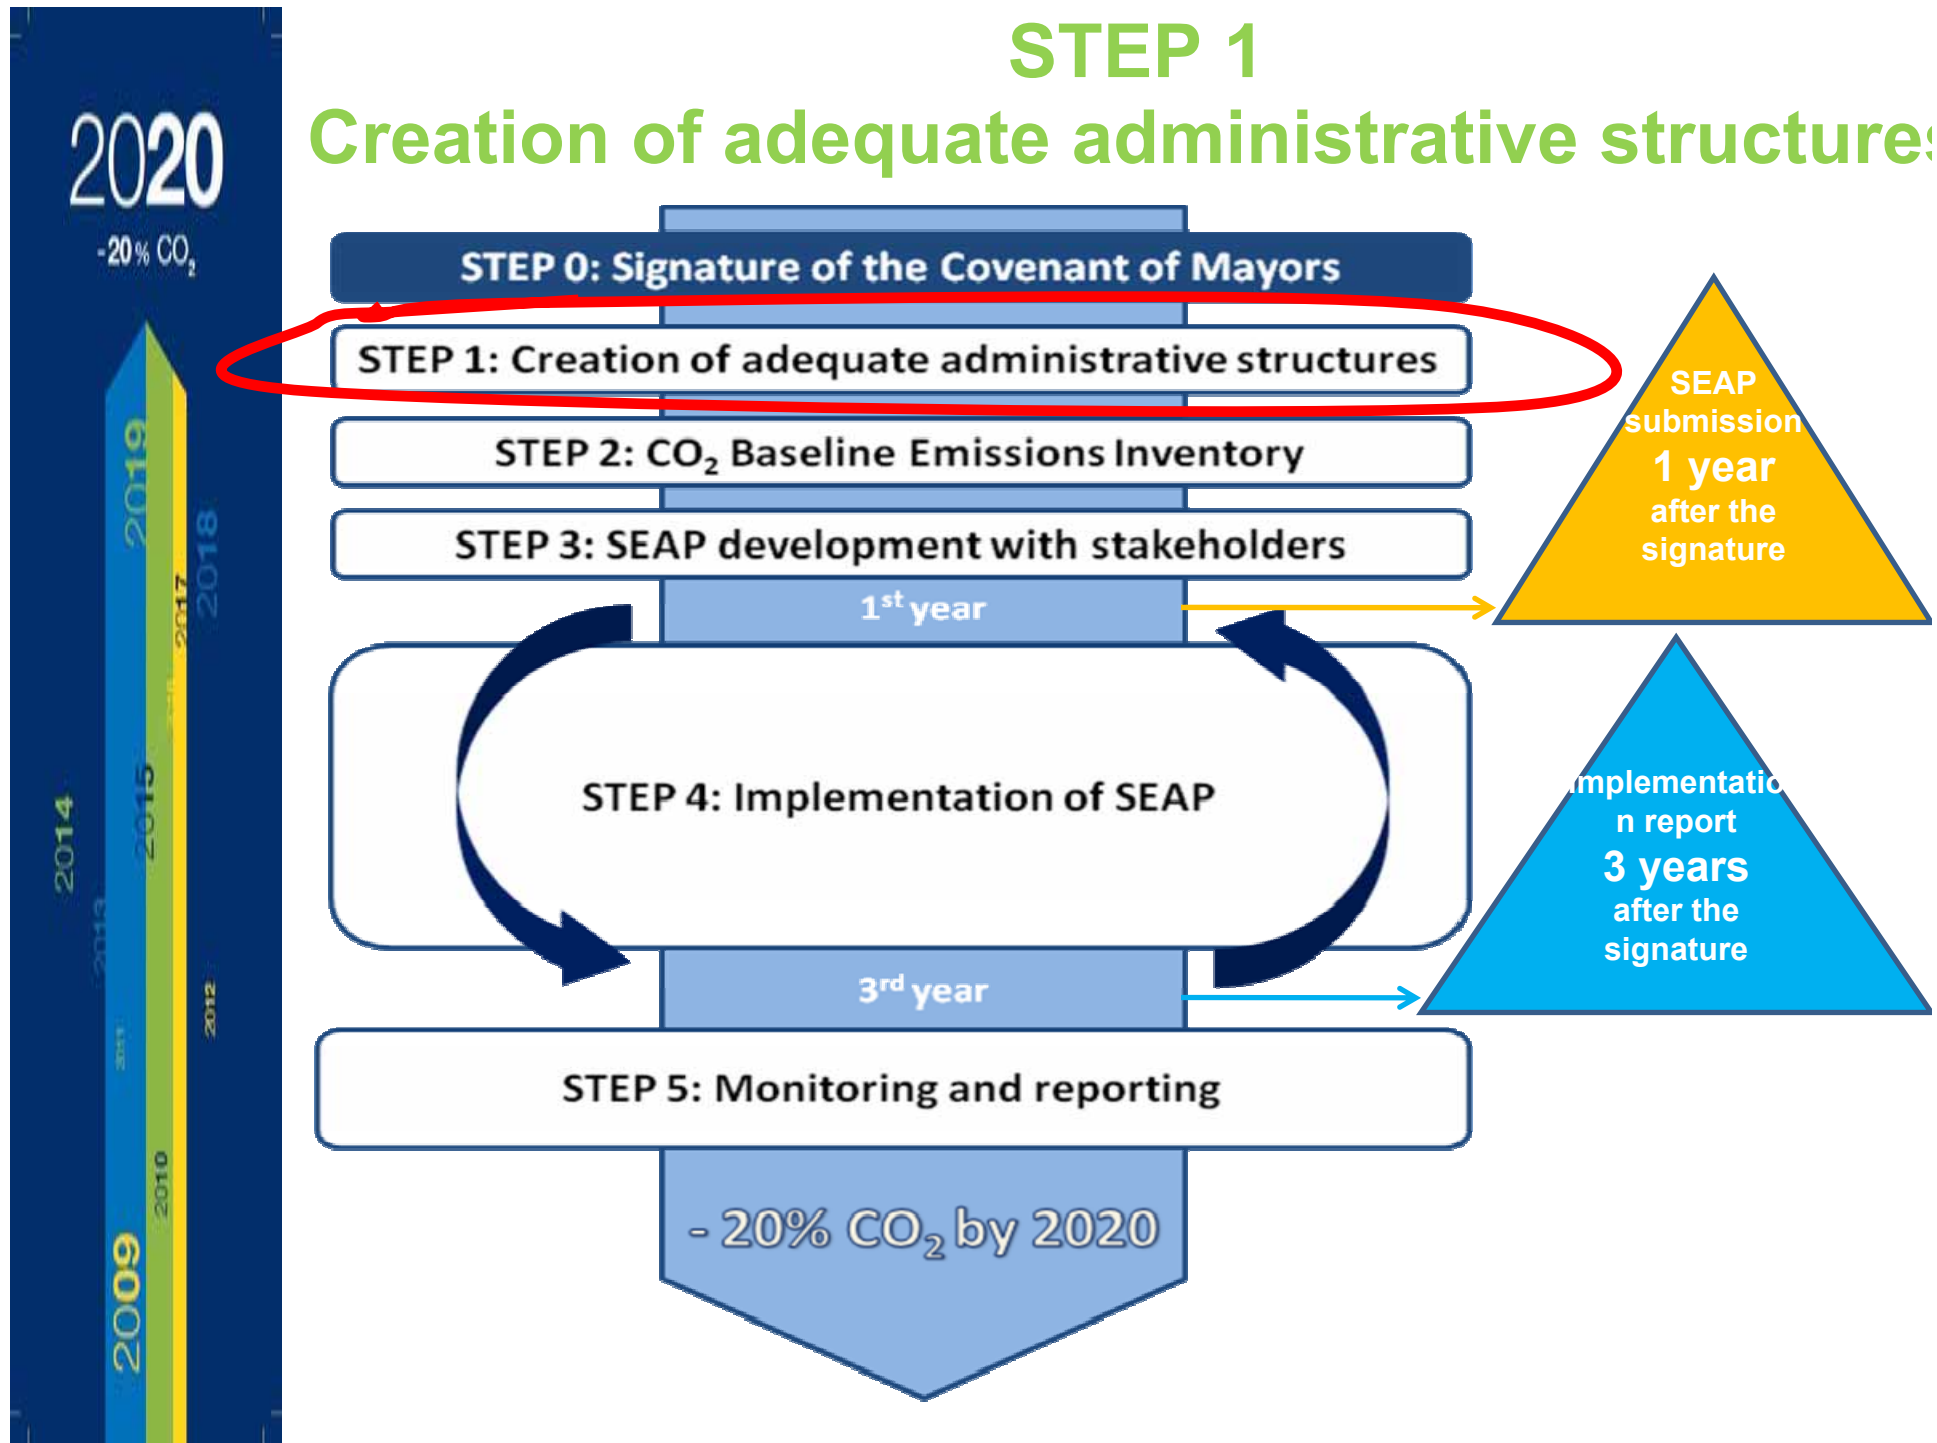 STEP 1
Creation of adequate administrative structures
2020
-20% CO₂
2019
2018
2017
2015
2014
2013
2012
2011
2010
2009
STEP 0: Signature of the Covenant of Mayors
STEP 1: Creation of adequate administrative structures
STEP 2: CO₂ Baseline Emissions Inventory
STEP 3: SEAP development with stakeholders
1st year
STEP 4: Implementation of SEAP
3rd year
STEP 5: Monitoring and reporting
- 20% CO₂ by 2020
SEAP
submission
1 year
after the
signature
Implementatio
n report
3 years
after the
signature